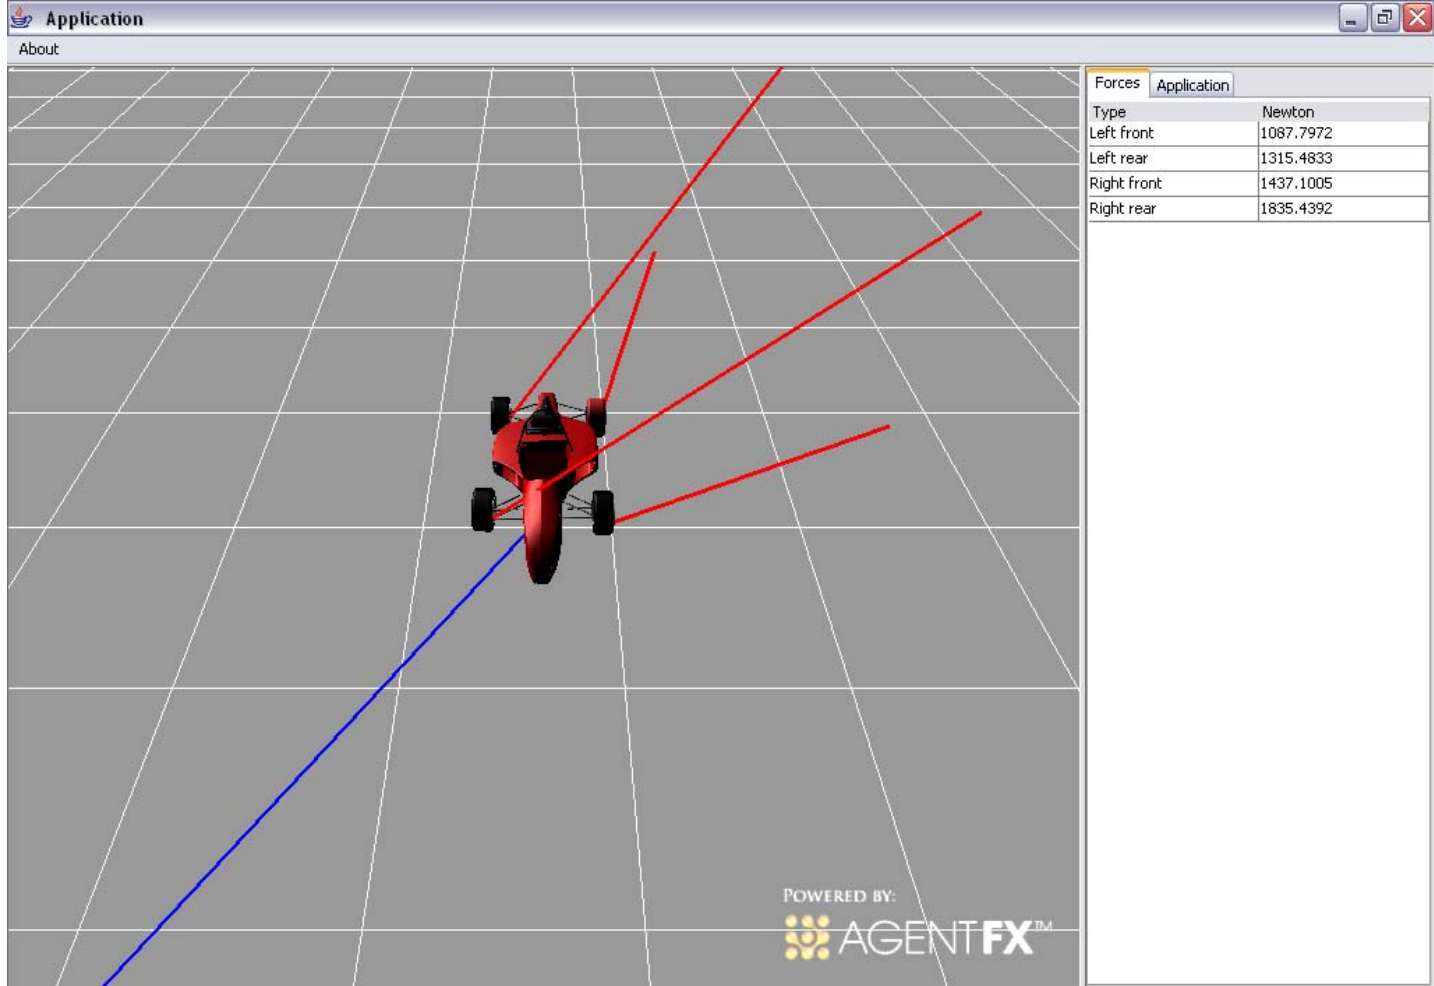 Application
About
Forces Application
Type Newton
Left front 1087.7972
Left rear 1315.4833
Right front 1437.1005
Right rear 1835.4392
POWERED BY:
AGENTFX™